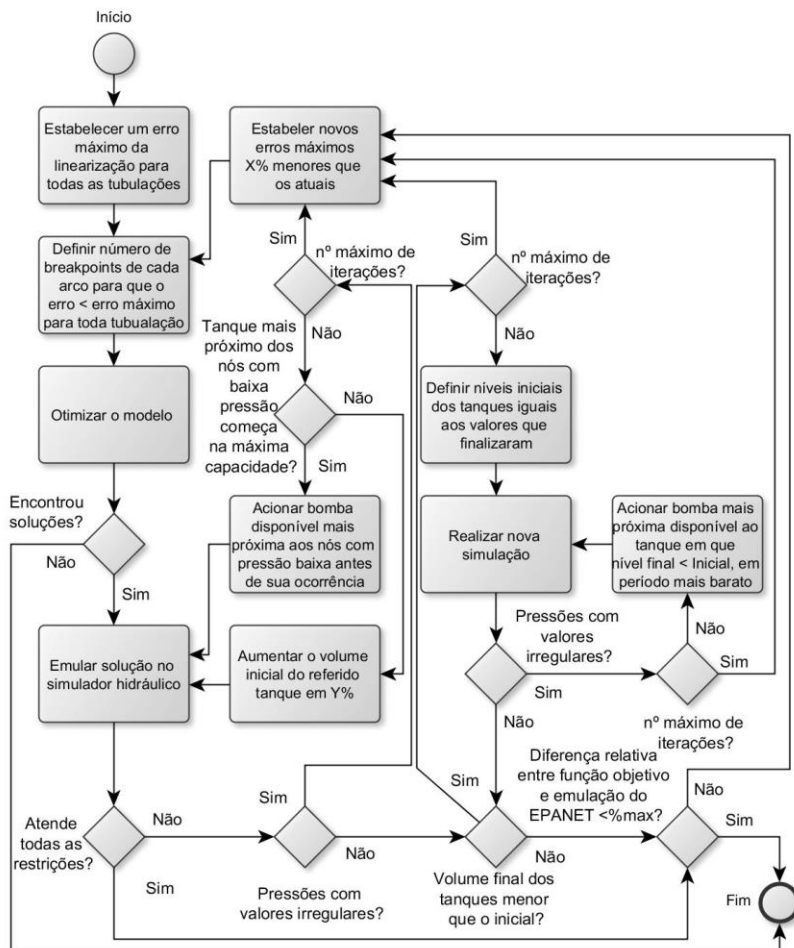 Início
Estabelecer um erro
máximo da
linearização para
todas as tubulações
Estabeler novos
erros máximos
X% menores que
os atuais
Sim
nº máximo de
iterações?
Sim
nº máximo de
iterações?
Definir número de
breakpoints de cada
arco para que o
erro < erro máximo
para toda tubualação
Tanque mais
próximo dos
nós com
baixa
pressão
começa
na máxima
capacidade?
Não
Não
Não
Sim
Definir níveis iniciais
dos tanques iguais
aos valores que
finalizaram
Otimizar o modelo
Encontrou
soluções?
Não
Sim
Acionar bomba
disponível mais
próxima aos nós com
pressão baixa antes
de sua ocorrência
Realizar nova
simulação
Acionar bomba mais
próxima disponível ao
tanque em que
nível final < Inicial, em
período mais barato
Pressões com
valores
irregulares?
Não
Sim
Sim
nº máximo de
iterações?
Não
Emular solução no
simulador hidráulico
Aumentar o volume
inicial do referido
tanque em Y%
Diferença relativa
entre função objetivo
e emulação do
EPANET <%max?
Sim
Sim
Não
Sim
Atende
todas as
restrições?
Não
Sim
Não
Pressões com
valores irregulares?
Não
Volume final dos
tanques menor
que o inicial?
Fim